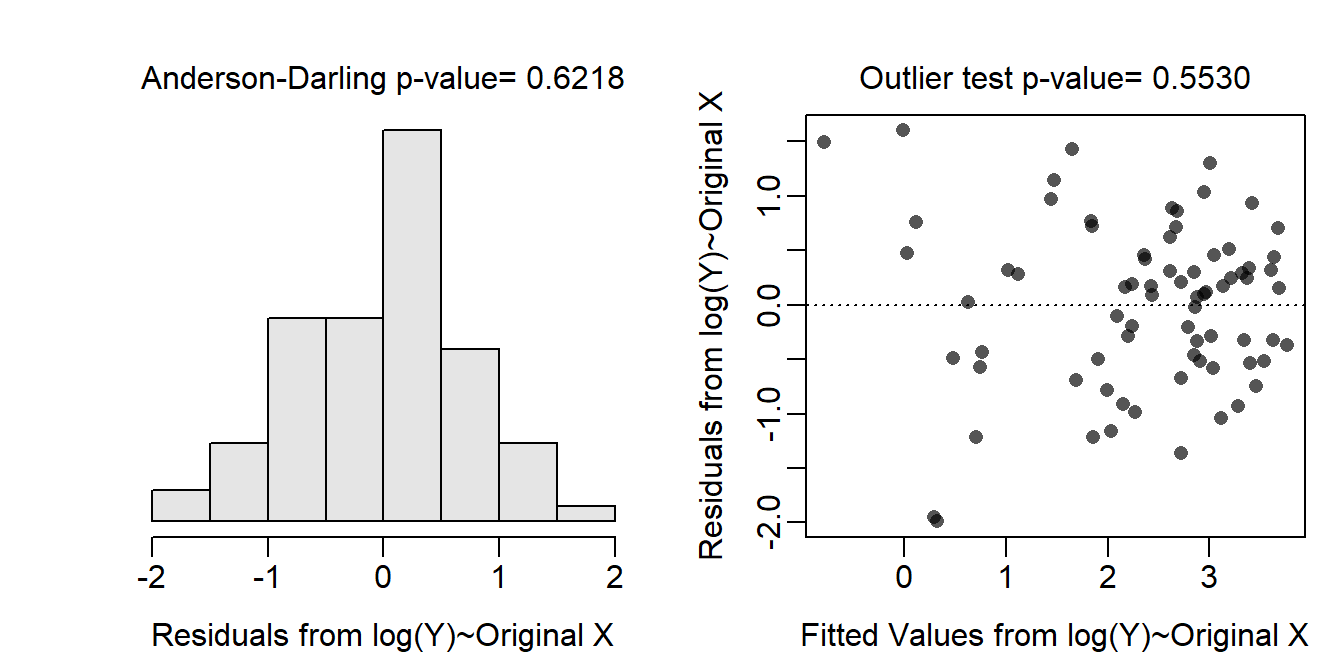 Anderson-Darling p-value= 0.6218
-2 -1 0 1 2
Residuals from log(Y)~Original X
Outlier test p-value= 0.5530
Residuals from log(Y)~Original X
1.0
0.0
-1.0
-2.0
0 1 2 3
Fitted Values from log(Y)~Original X